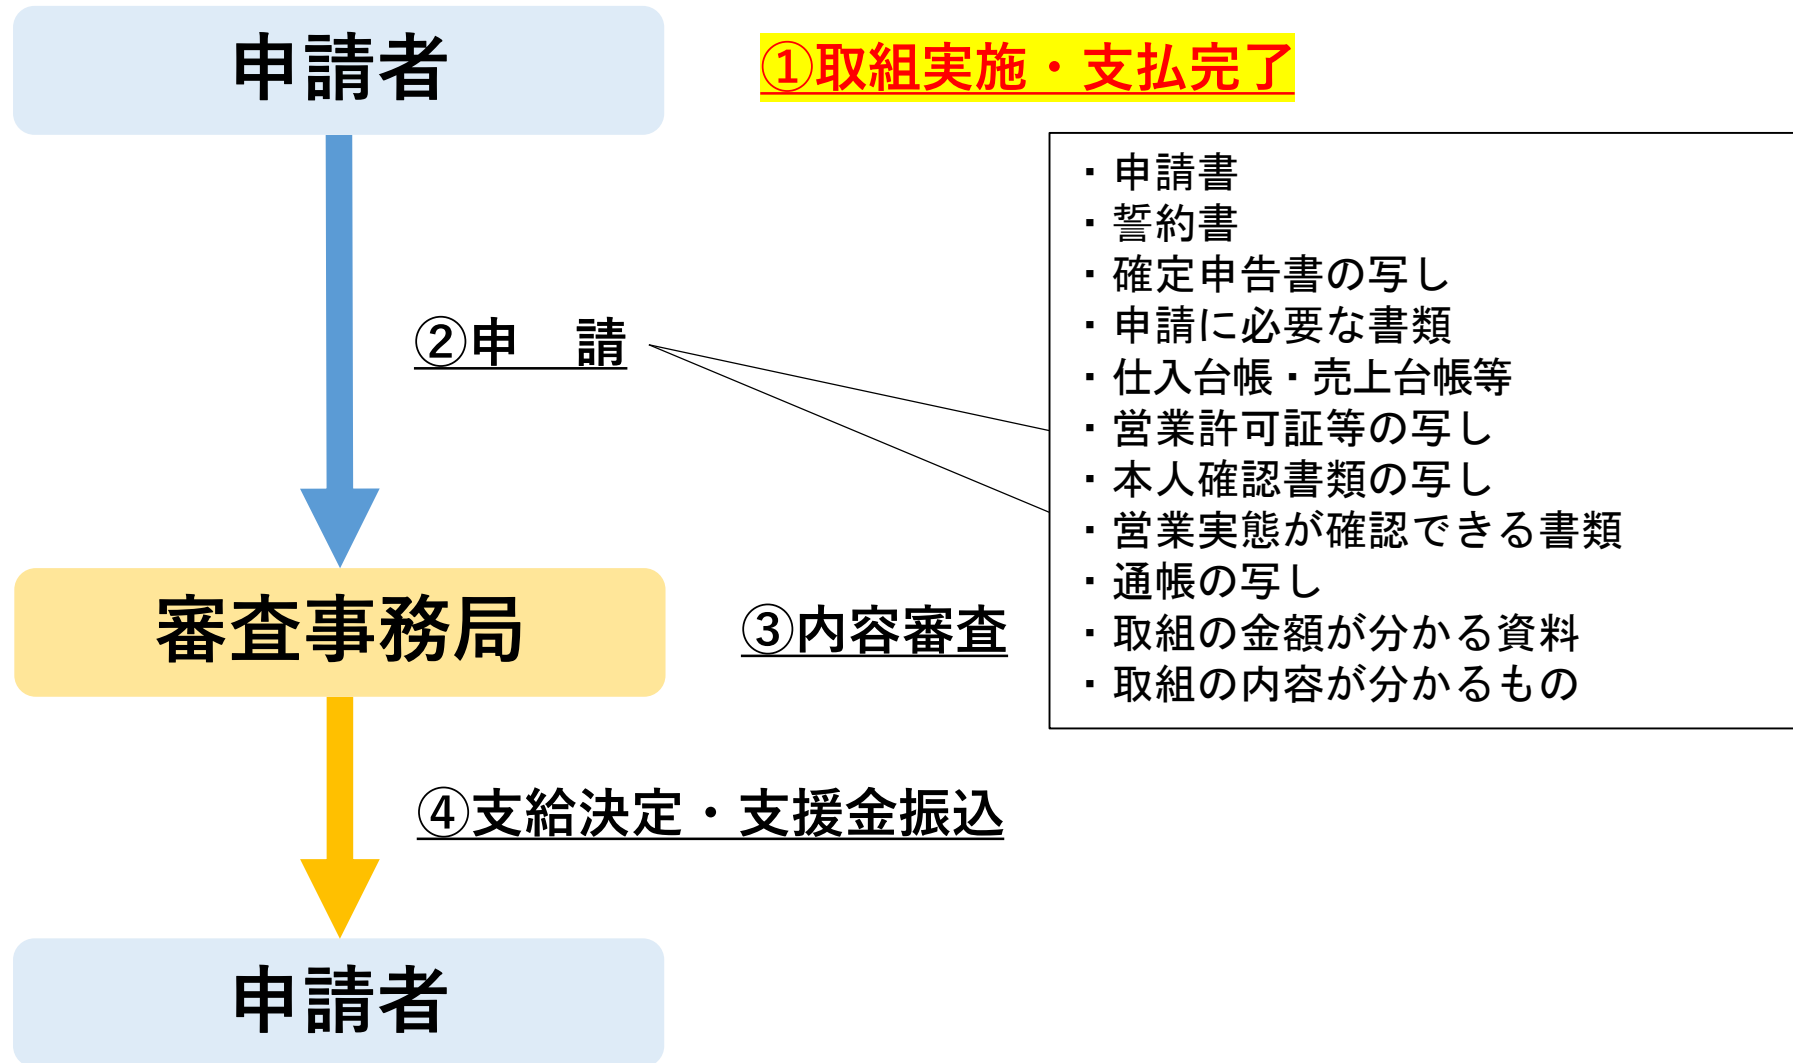 申請者
①取組実施・支払完了
・申請書
・誓約書
・確定申告書の写し
・申請に必要な書類
・仕入台帳・売上台帳等
・営業許可証等の写し
・本人確認書類の写し
・営業実態が確認できる書類
・通帳の写し
・取組の金額が分かる資料
・取組の内容が分かるもの
②申　請
審査事務局
③内容審査
④支給決定・支援金振込
申請者